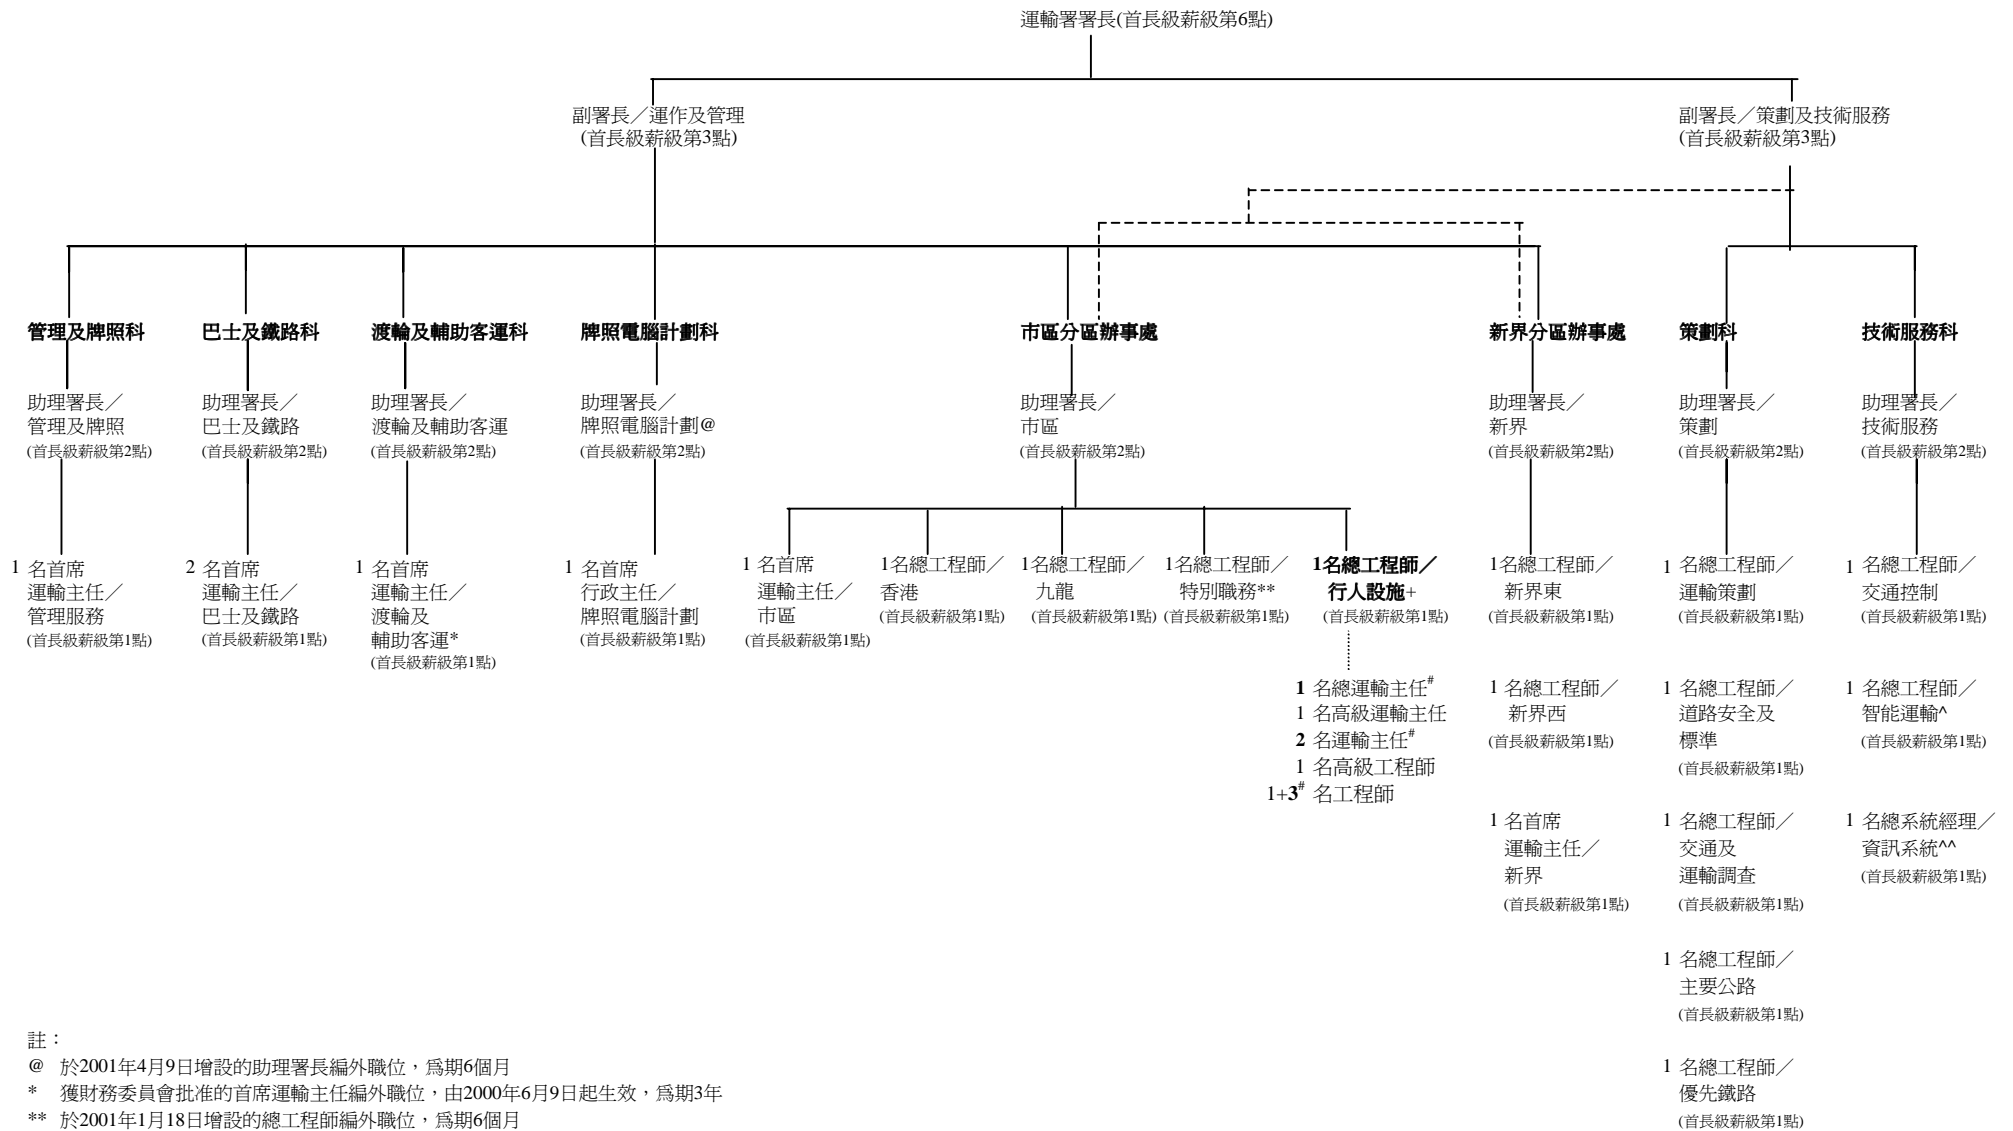 運輸署署長(首長級薪級第6點)
副署長／運作及管理
(首長級薪級第3點)
副署長／策劃及技術服務
(首長級薪級第3點)
管理及牌照科
助理署長／
管理及牌照
(首長級薪級第2點)
1 名首席
運輸主任／
管理服務
(首長級薪級第1點)
巴士及鐵路科
助理署長／
巴士及鐵路
(首長級薪級第2點)
2 名首席
運輸主任／
巴士及鐵路
(首長級薪級第1點)
渡輪及輔助客運科
助理署長／
渡輪及輔助客運
(首長級薪級第2點)
1 名首席
運輸主任／
渡輪及
輔助客運*
(首長級薪級第1點)
牌照電腦計劃科
助理署長／
牌照電腦計劃@
(首長級薪級第2點)
1 名首席
行政主任／
牌照電腦計劃
(首長級薪級第1點)
市區分區辦事處
助理署長／
市區
(首長級薪級第2點)
1 名首席
運輸主任／
市區
(首長級薪級第1點)
1名總工程師／
香港
(首長級薪級第1點)
1名總工程師／
九龍
(首長級薪級第1點)
1名總工程師／
特別職務**
(首長級薪級第1點)
1名總工程師／
行人設施+
(首長級薪級第1點)
1 名總運輸主任#
1 名高級運輸主任
2 名運輸主任#
1 名高級工程師
1+3# 名工程師
新界分區辦事處
助理署長／
新界
(首長級薪級第2點)
1名總工程師／
新界東
(首長級薪級第1點)
1 名總工程師／
新界西
(首長級薪級第1點)
1 名首席
運輸主任／
新界
(首長級薪級第1點)
策劃科
助理署長／
策劃
(首長級薪級第2點)
1 名總工程師／
運輸策劃
(首長級薪級第1點)
1 名總工程師／
道路安全及
標準
(首長級薪級第1點)
1 名總工程師／
交通及
運輸調查
(首長級薪級第1點)
1 名總工程師／
主要公路
(首長級薪級第1點)
1 名總工程師／
優先鐵路
(首長級薪級第1點)
技術服務科
助理署長／
技術服務
(首長級薪級第2點)
1 名總工程師／
交通控制
(首長級薪級第1點)
1 名總工程師／
智能運輸^
(首長級薪級第1點)
1 名總系統經理／
資訊系統^^
(首長級薪級第1點)
註：
@ 於2001年4月9日增設的助理署長編外職位，為期6個月
* 獲財務委員會批准的首席運輸主任編外職位，由2000年6月9日起生效，為期3年
** 於2001年1月18日增設的總工程師編外職位，為期6個月